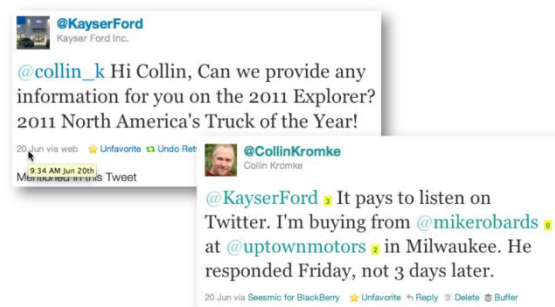 @KayserFord
Kayser Ford Inc.
@collin_k Hi Collin, Can we provide any
information for you on the 2011 Explorer?
2011 North America's Truck of the Year!
20 Jun via web Unfavorite Undo Ret
9:34 AM Jun 20th
Mentioned in this Tweet
@CollinKromke
Collin Kromke
@KayserFord 3 It pays to listen on
Twitter. I'm buying from @mikerobards 0
at @uptownmotors 2 in Milwaukee. He
responded Friday, not 3 days later.
20 Jun via Seesmic for BlackBerry Unfavorite Reply Delete Buffer